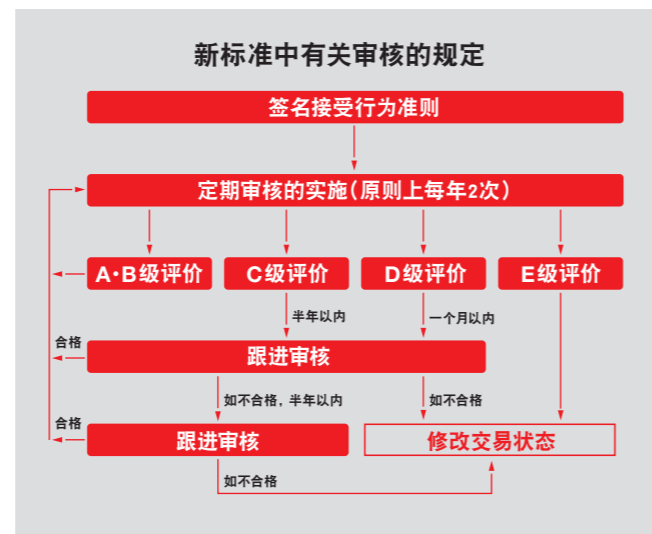 新标准中有关审核的规定
签名接受行为准则
定期审核的实施（原则上每年2次）
A·B级评价
C级评价
D级评价
E级评价
半年以内
一个月以内
合格
跟进审核
如不合格，半年以内
如不合格
合格
跟进审核
修改交易状态
如不合格